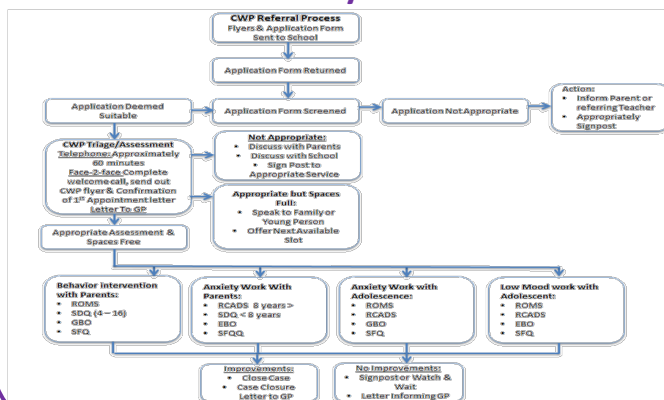 CWP Referral Process
Flyers & Application Form
Sent to School
Application Form Returned
Application Deemed
Suitable
Application Form Screened
Application Not Appropriate
Action:
• Inform Parent or
referring Teacher
• Appropriately
Signpost
CWP Triage/Assessment
Telephone: Approximately
60 minutes
Face-2-face: Complete
welcome call, send out
CWP flyer & Confirmation
of 1st Appointment letter
Letter To GP
Not Appropriate:
• Discuss with Parents
• Discuss with School
• Sign Post to
Appropriate Service
Appropriate but Spaces
Full:
• Speak to Family or
Young Person
• Offer Next Available
Slot
Appropriate Assessment &
Spaces Free
Behavior intervention
with Parents:
• ROMS
• SDQ (4 – 16)
• GBO
• SFQ
Anxiety Work With
Parents:
• RCADS 8 years >
• SDQ < 8 years
• EBO
• SFQQ
Anxiety Work with
Adolescence:
• ROMS
• RCADS
• GBO
• SFQ
Low Mood work with
Adolescent:
• ROMS
• RCADS
• EBO
• SFQ
Improvements:
• Close Case
• Case Closure
Letter to GP
No Improvements:
• Signpost or Watch &
Wait
• Letter Informing GP